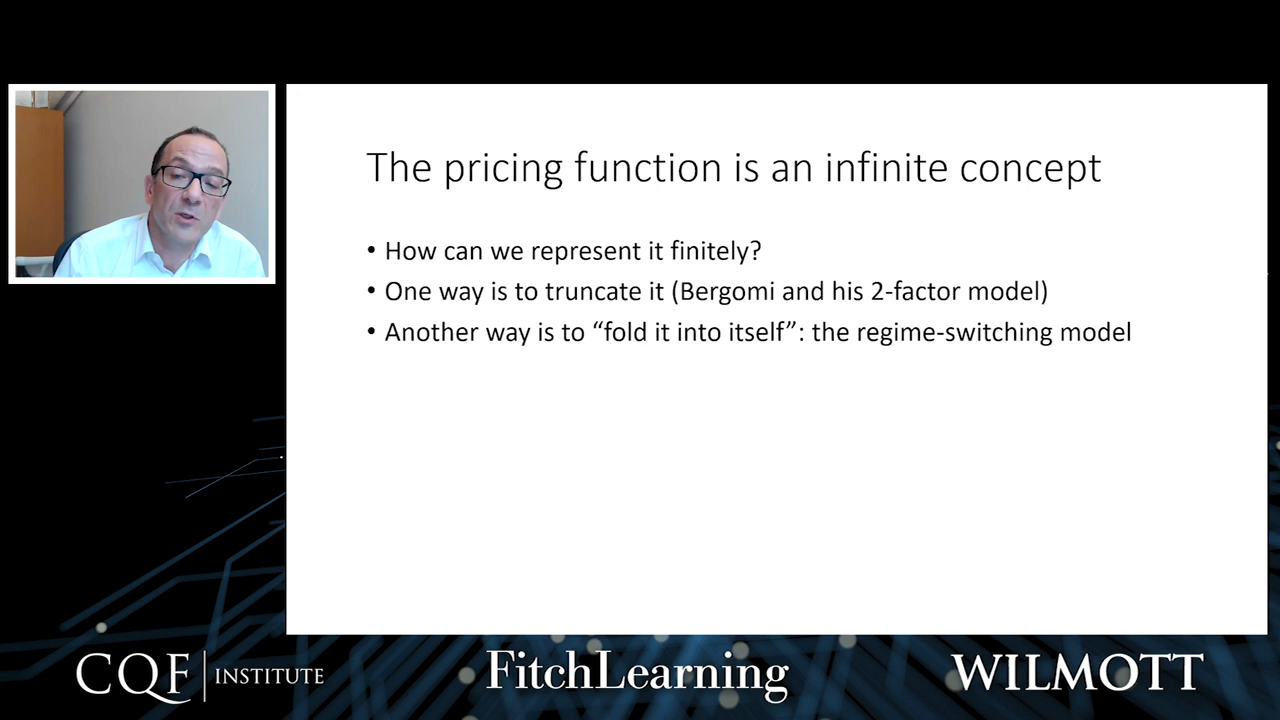 The pricing function is an infinite concept
• How can we represent it finitely?
• One way is to truncate it (Bergomi and his 2-factor model)
• Another way is to “fold it into itself”: the regime-switching model
CQF INSTITUTE
FitchLearning
WILMOTT